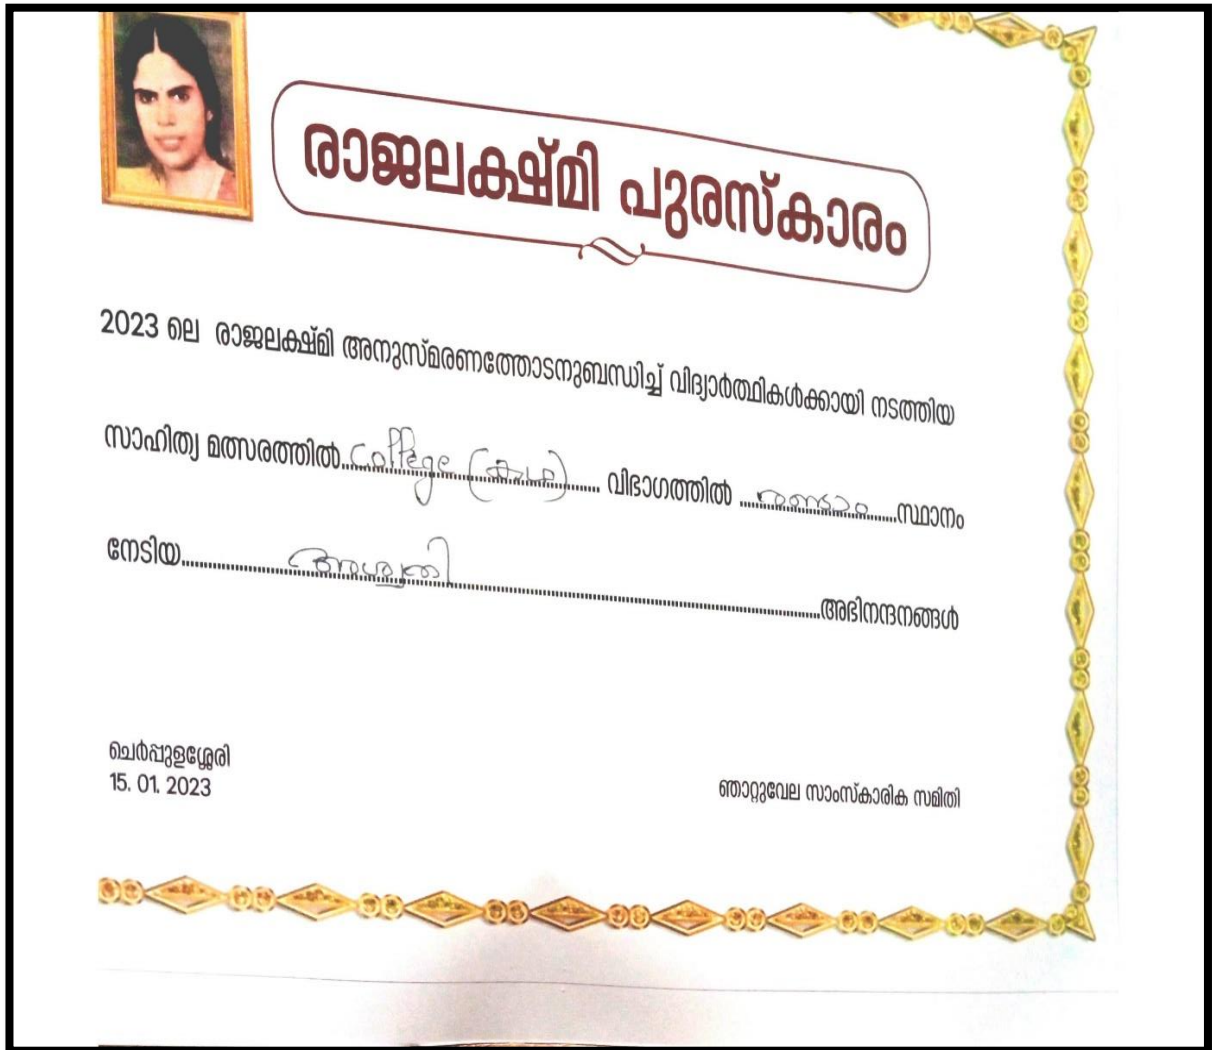 രാജലക്ഷ്മി പുരസ്കാരം
2023 ലെ രാജലക്ഷ്മി അനുസ്മരണത്തോടനുബന്ധിച്ച് വിദ്യാർത്ഥികൾക്കായി നടത്തിയ
സാഹിത്യ മത്സരത്തിൽ College (കഥ) വിഭാഗത്തിൽ രണ്ടാം സ്ഥാനം
നേടിയ അശ്വതി അഭിനന്ദനങ്ങൾ
ചെർപ്പുളശ്ശേരി
15. 01. 2023
ഞാറ്റുവേല സാംസ്കാരിക സമിതി